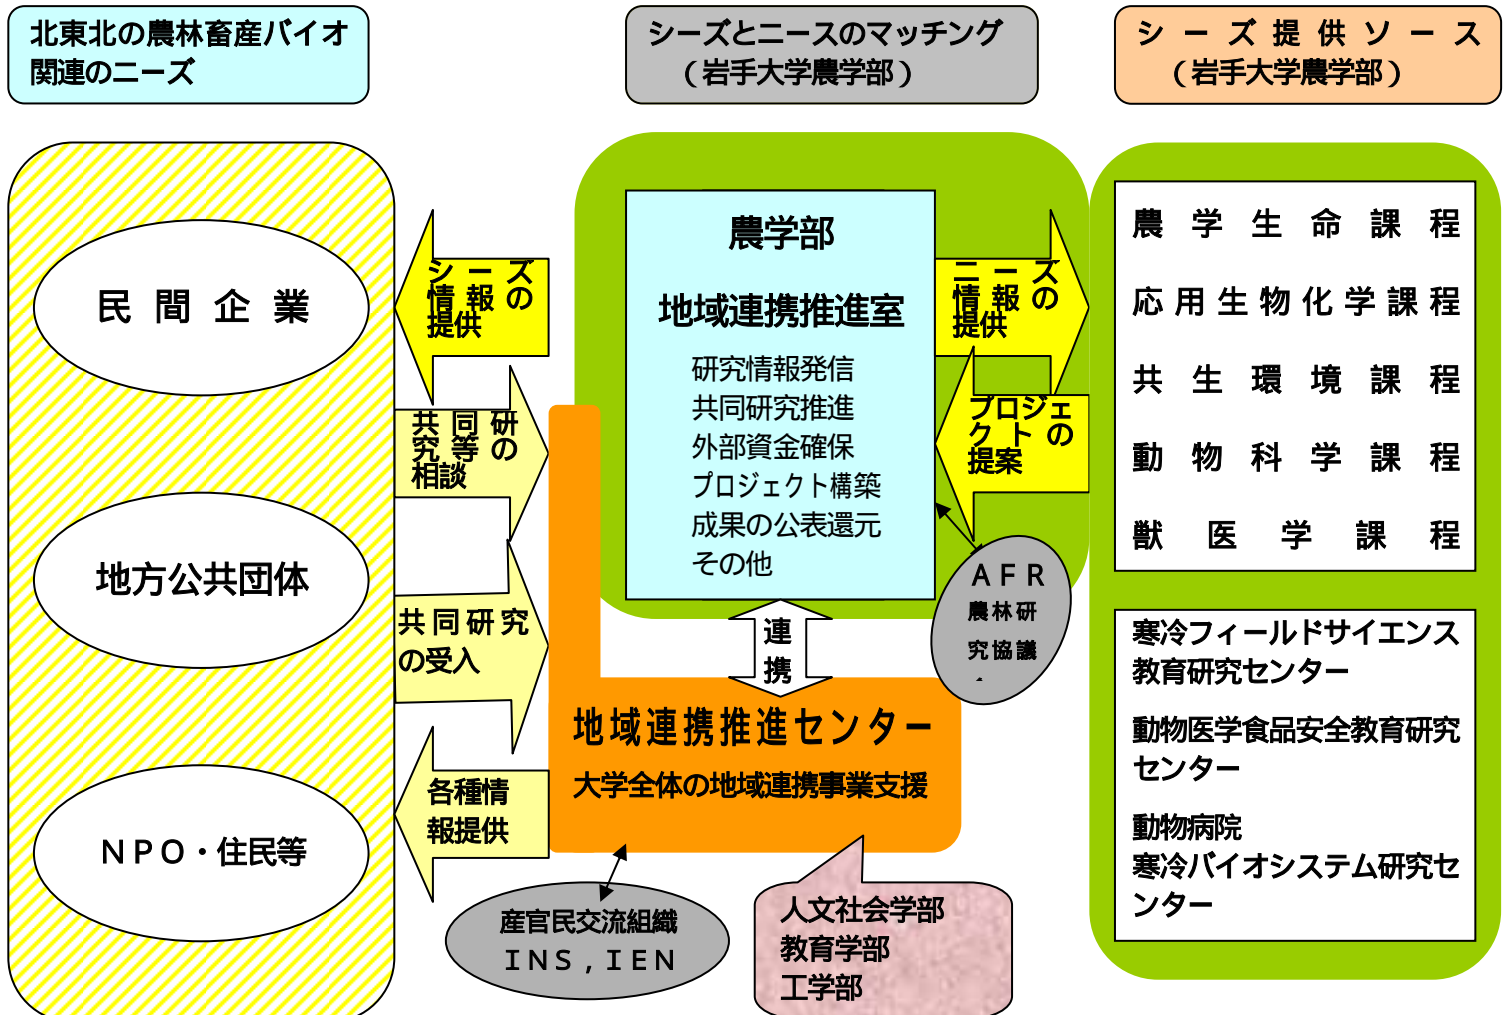 北東北の農林畜産バイオ
関連のニーズ
シーズとニースのマッチング
（岩手大学農学部）
シーズ提供ソース
（岩手大学農学部）
民間企業
地方公共団体
ＮＰＯ・住民等
シーズ
情報の
提供
共同研
究等の
相談
共同研究
の受入
各種情
報提供
農学部
地域連携推進室
研究情報発信
共同研究推進
外部資金確保
プロジェクト構築
成果の公表還元
その他
ニーズ
情報の
提供
プロジェ
クトの
提案
ＡＦＲ
農林研
究協議
連
携
地域連携推進センター
大学全体の地域連携事業支援
産官民交流組織
ＩＮＳ，ＩＥＮ
人文社会学部
教育学部
工学部
農学生命課程
応用生物化学課程
共生環境課程
動物科学課程
獣医学課程
寒冷フィールドサイエンス
教育研究センター
動物医学食品安全教育研究
センター
動物病院
寒冷バイオシステム研究セ
ンター